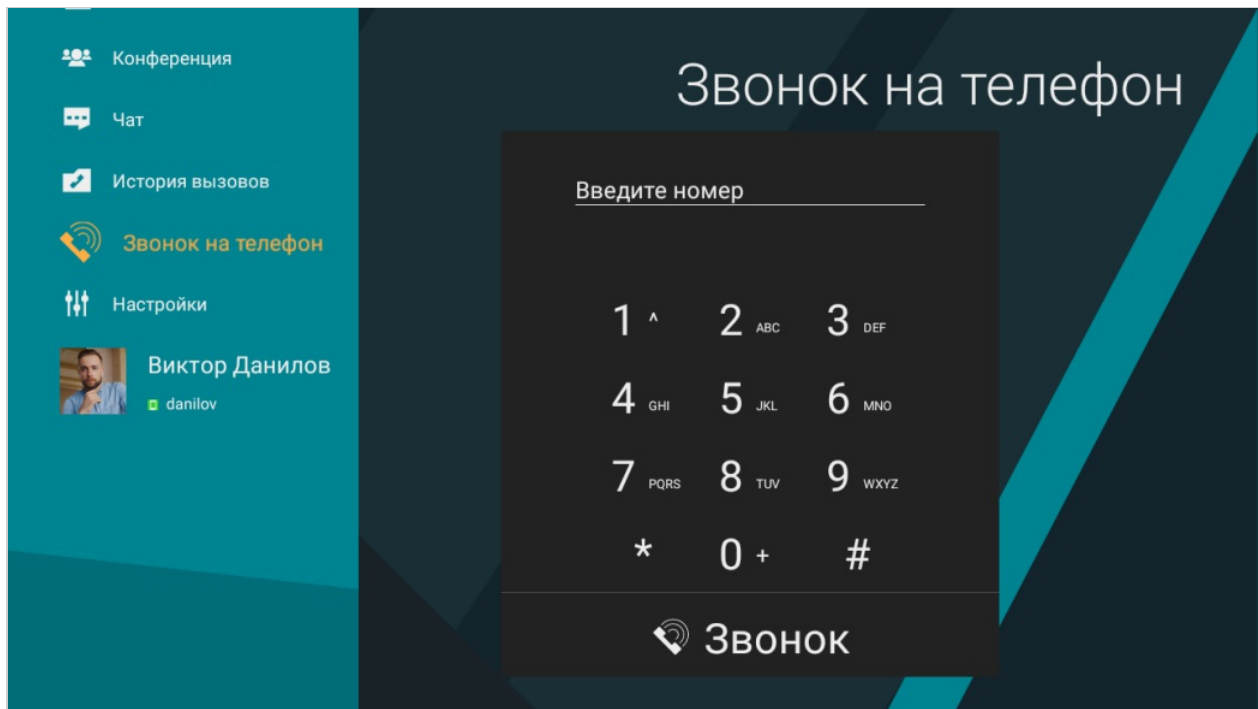 Конференция
Чат
История вызовов
Звонок на телефон
Настройки
Виктор Данилов
danilov
Звонок на телефон
Введите номер
1 ^ 2 ABC 3 DEF
4 GHI 5 JKL 6 MNO
7 PQRS 8 TUV 9 WXYZ
* 0 + #
Звонок